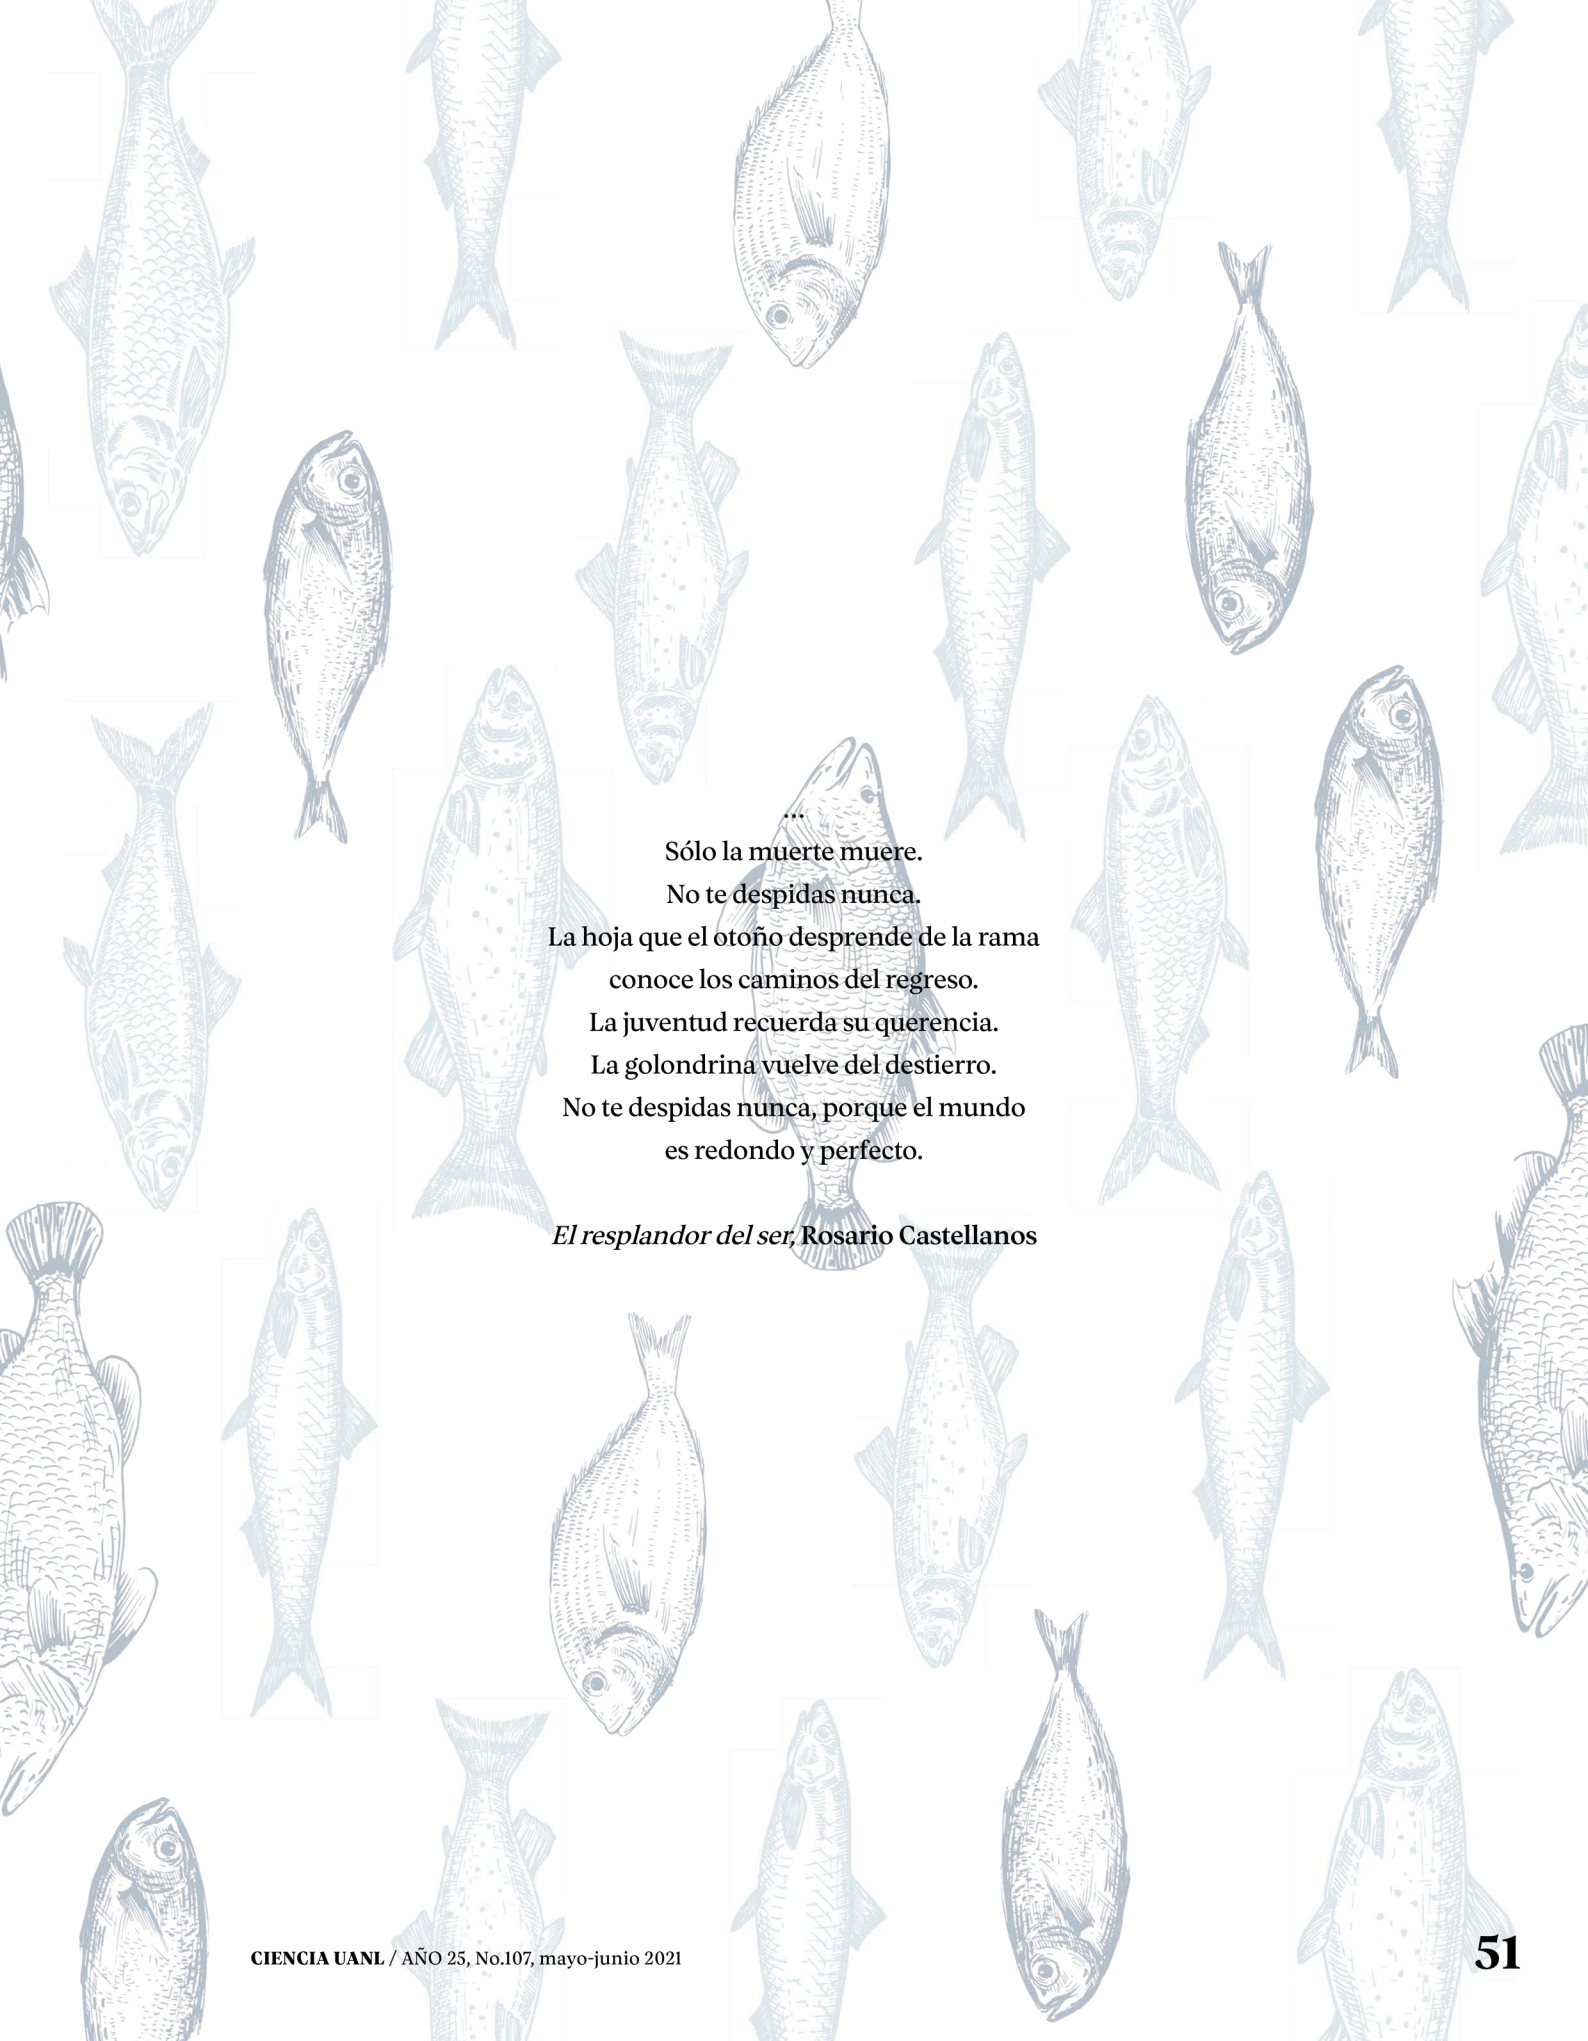 ...
Sólo la muerte muere.
No te despidas nunca.
La hoja que el otoño desprende de la rama
conoce los caminos del regreso.
La juventud recuerda su querencia.
La golondrina vuelve del destierro.
No te despidas nunca, porque el mundo
es redondo y perfecto.
El resplandor del ser, Rosario Castellanos
CIENCIA UANL / AÑO 25, No.107, mayo-junio 2021
51